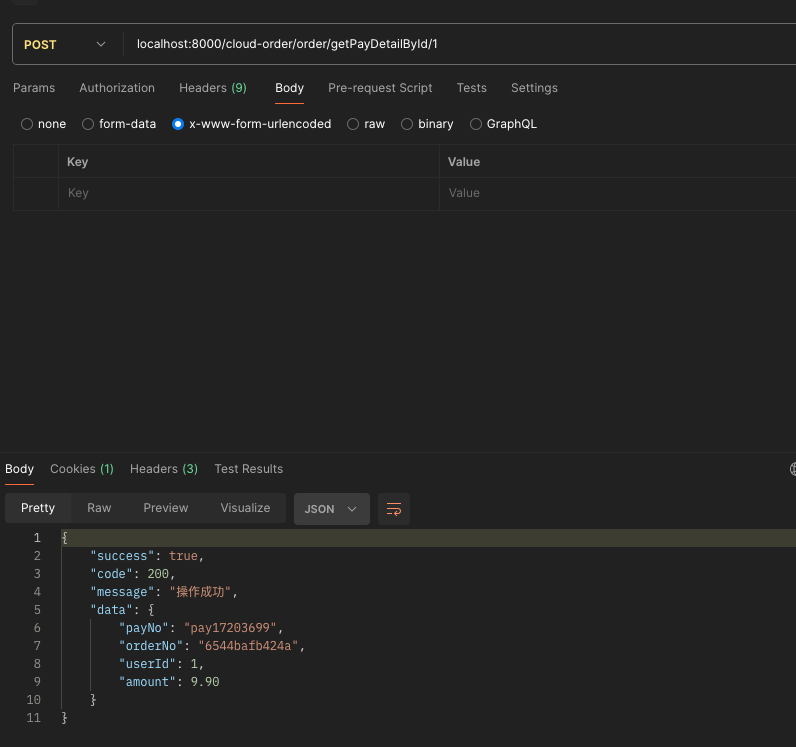 POST localhost:8000/cloud-order/order/getPayDetailById/1
Params Authorization Headers (9) Body Pre-request Script Tests Settings
none form-data x-www-form-urlencoded raw binary GraphQL
Key Value
Key Value
Body Cookies (1) Headers (3) Test Results
Pretty Raw Preview Visualize JSON
1 {
2 "success": true,
3 "code": 200,
4 "message": "操作成功",
5 "data": {
6 "payNo": "pay17203699",
7 "orderNo": "6544bafb424a",
8 "userId": 1,
9 "amount": 9.90
10 }
11 }